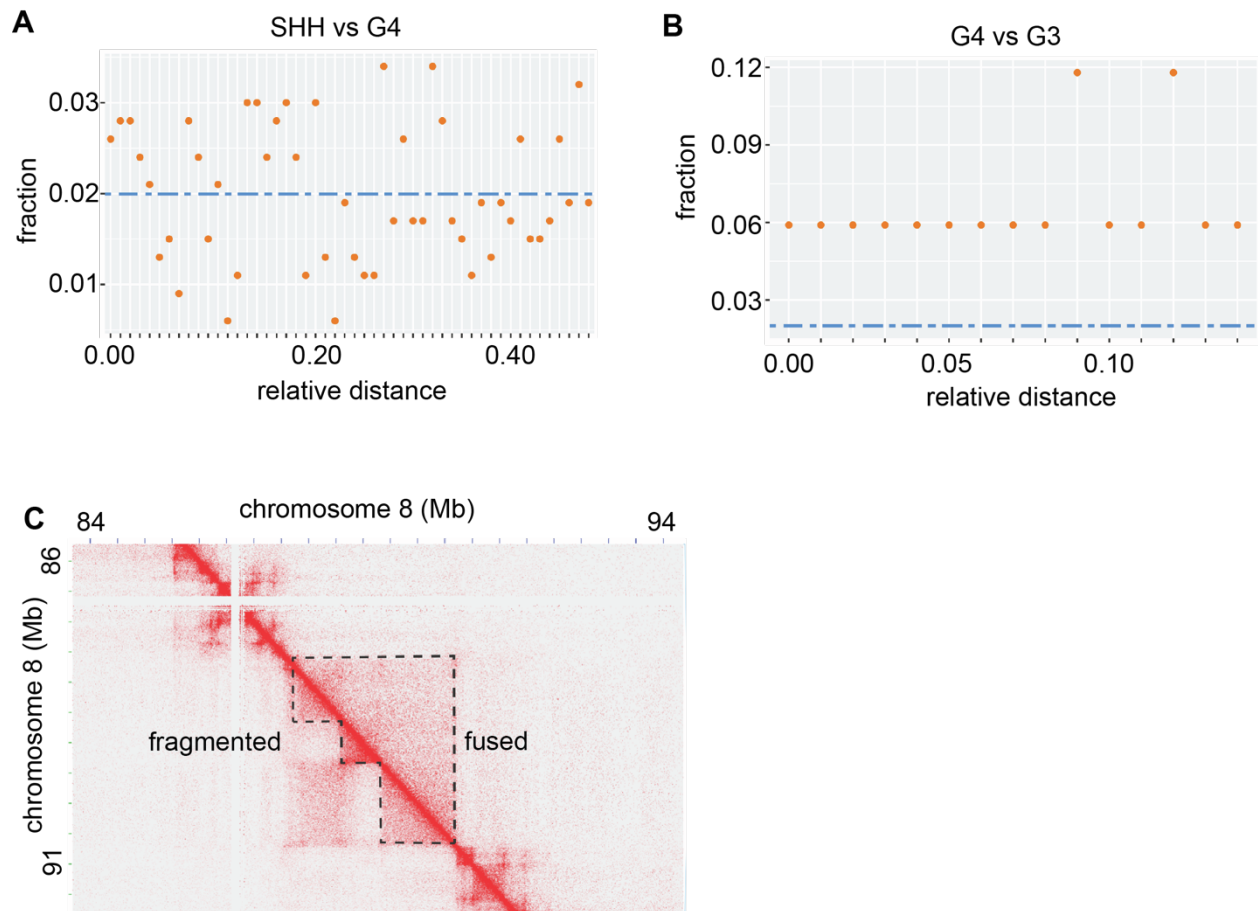 A
SHH vs G4
0.03
0.02
0.01
fraction
0.00 0.20 0.40
relative distance
B
G4 vs G3
0.12
0.09
0.06
0.03
fraction
0.00 0.05 0.10
relative distance
C
chromosome 8 (Mb)
84 94
86
91
chromosome 8 (Mb)
fragmented
fused